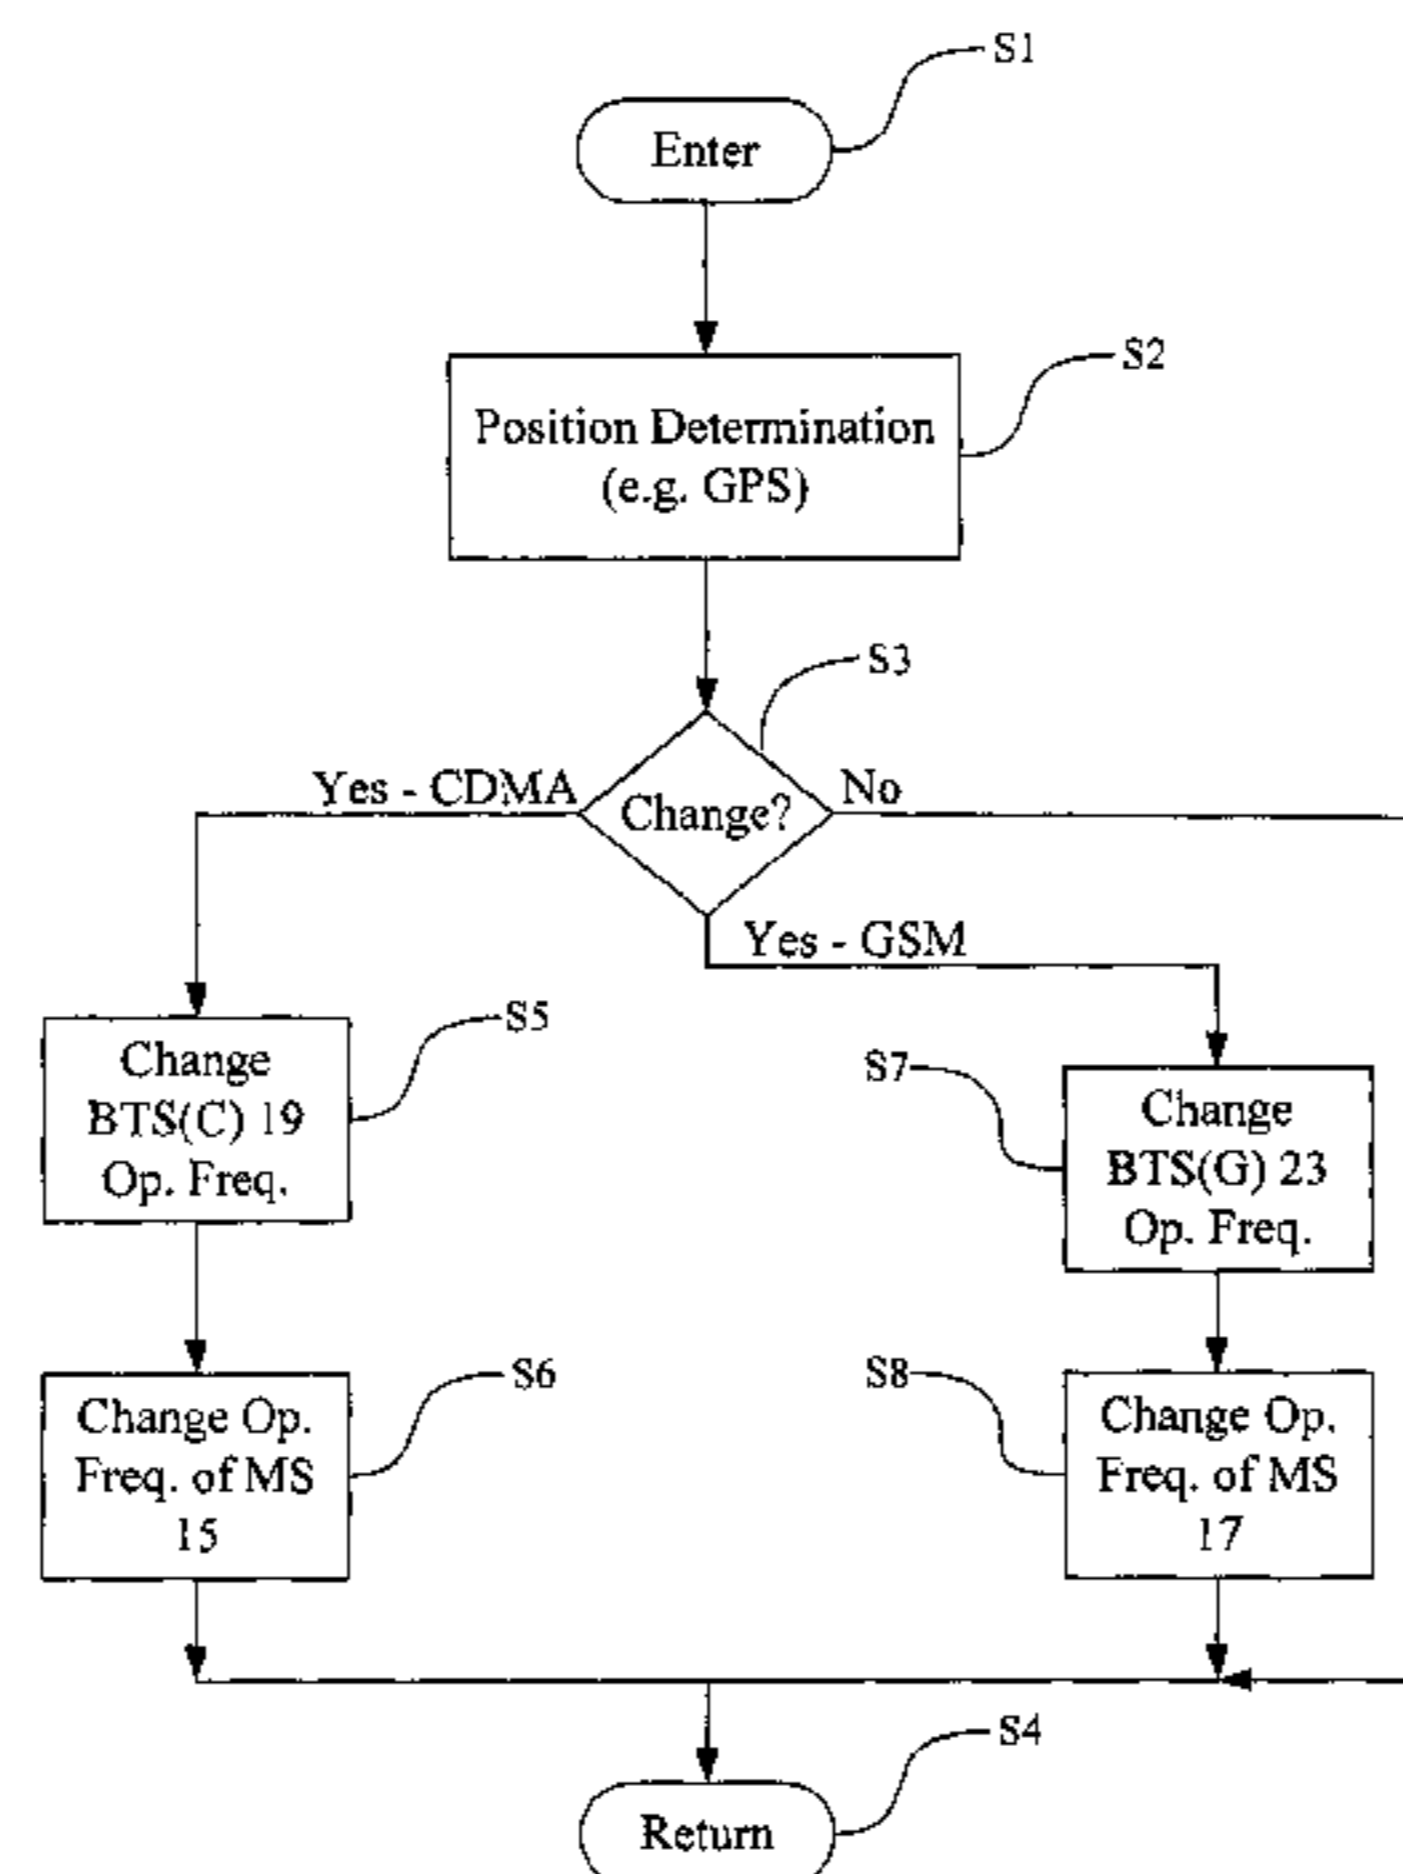 S1
Enter
S2
Position Determination
(e.g. GPS)
S3
Yes - CDMA
Change?
No
Yes - GSM
S5
Change
BTS(C) 19
Op. Freq.
S7
Change
BTS(G) 23
Op. Freq.
S6
Change Op.
Freq. of MS
15
S8
Change Op.
Freq. of MS
17
S4
Return